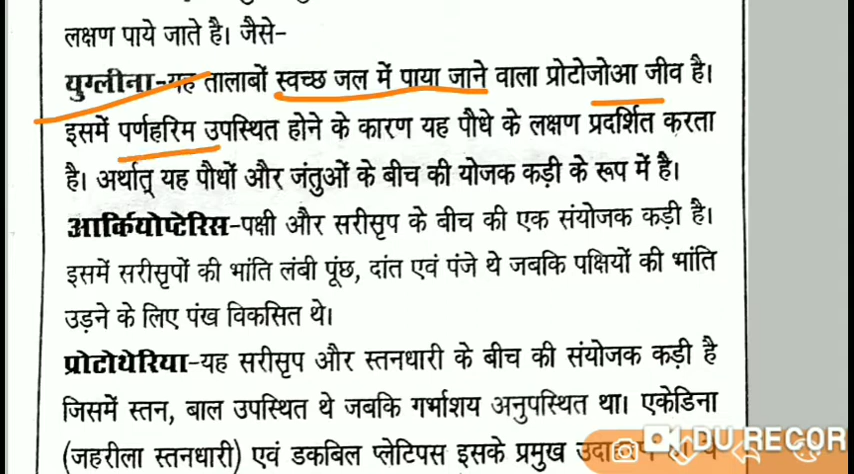 लक्षण पाये जाते है। जैसे-
युग्लीना-यह तालाबों स्वच्छ जल में पाया जाने वाला प्रोटोजोआ जीव है।
इसमें पर्णहरिम उपस्थित होने के कारण यह पौधे के लक्षण प्रदर्शित करता
है। अर्थात् यह पौधों और जंतुओं के बीच की योजक कड़ी के रूप में है।
आर्कियोप्टेरिस-पक्षी और सरीसृप के बीच की एक संयोजक कड़ी है।
इसमें सरीसृपों की भांति लंबी पूंछ, दांत एवं पंजे थे जबकि पक्षियों की भांति
उड़ने के लिए पंख विकसित थे।
प्रोटोथेरिया-यह सरीसृप और स्तनधारी के बीच की संयोजक कड़ी है
जिसमें स्तन, बाल उपस्थित थे जबकि गर्भाशय अनुपस्थित था। एकेडिना
(जहरीला स्तनधारी) एवं डकबिल प्लेटिपस इसके प्रमुख
DU RECORDER